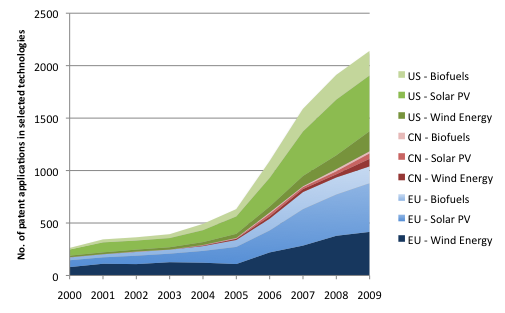 No. of patent applications in selected technologies
2500
2000
1500
1000
500
0
2000 2001 2002 2003 2004 2005 2006 2007 2008 2009
US - Biofuels
US - Solar PV
US - Wind Energy
CN - Biofuels
CN - Solar PV
CN - Wind Energy
EU - Biofuels
EU - Solar PV
EU - Wind Energy